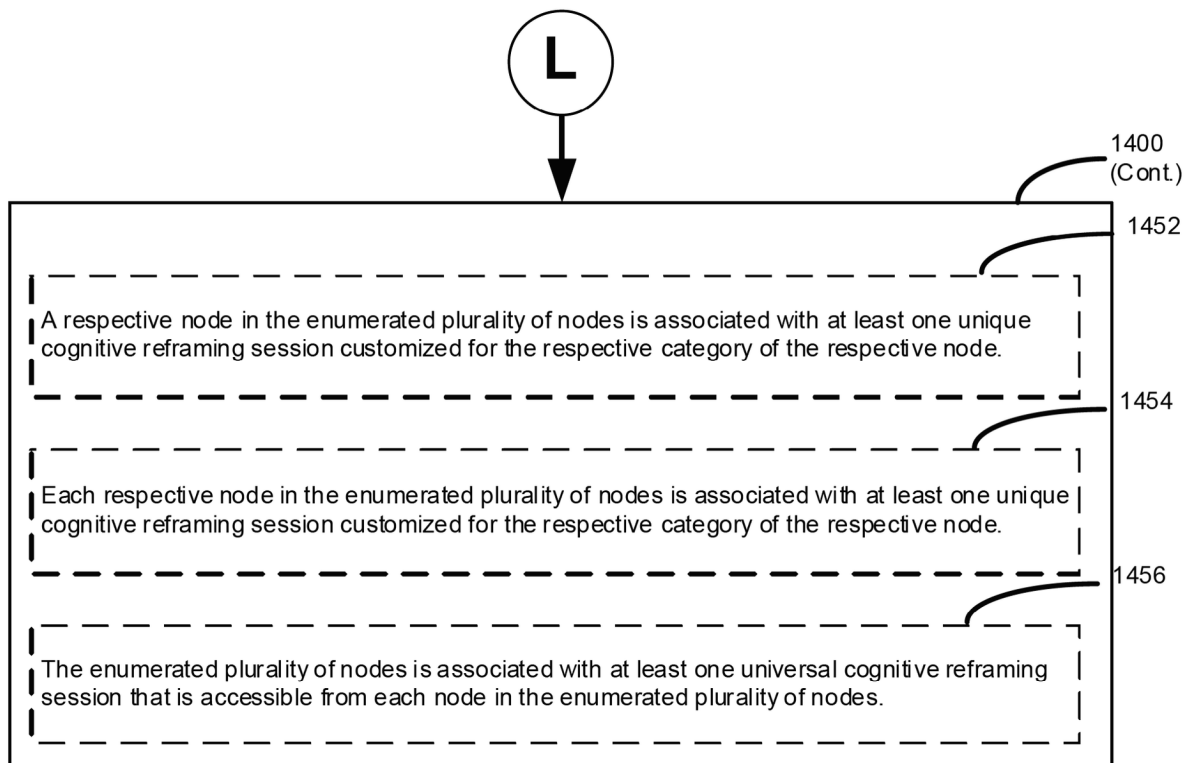 L
1400
(Cont.)
1452
A respective node in the enumerated plurality of nodes is associated with at least one unique
cognitive reframing session customized for the respective category of the respective node.
1454
Each respective node in the enumerated plurality of nodes is associated with at least one unique
cognitive reframing session customized for the respective category of the respective node.
1456
The enumerated plurality of nodes is associated with at least one universal cognitive reframing
session that is accessible from each node in the enumerated plurality of nodes.